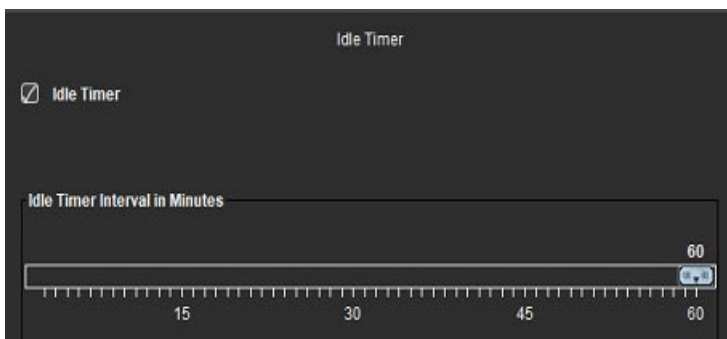 Idle Timer
Idle Timer
Idle Timer Interval in Minutes
60
15 30 45 60